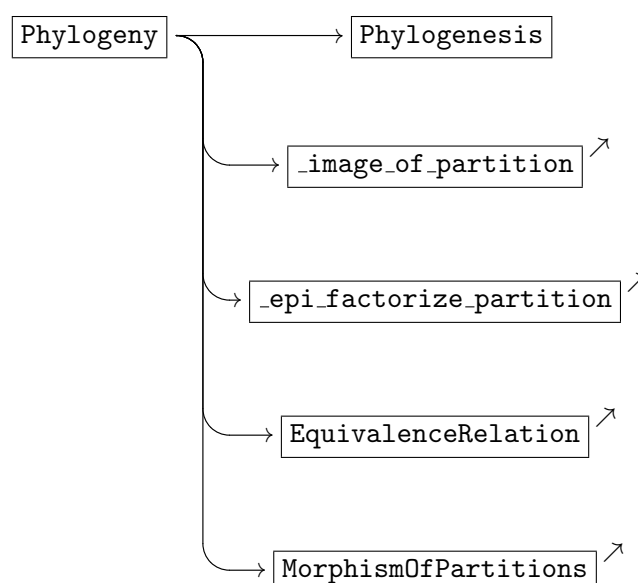 Phylogeny
Phylogenesis
_image_of_partition
_epi_factorize_partition
EquivalenceRelation
MorphismOfPartitions